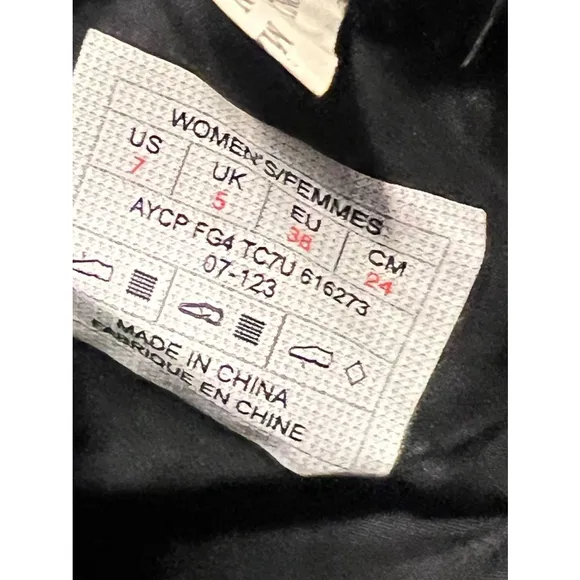 WOMEN'S/FEMMES
US UK EU CM
7 5 38 24
AYCP FG4 TC7U 616273
07-123
MADE IN CHINA
FABRIQUE EN CHINE